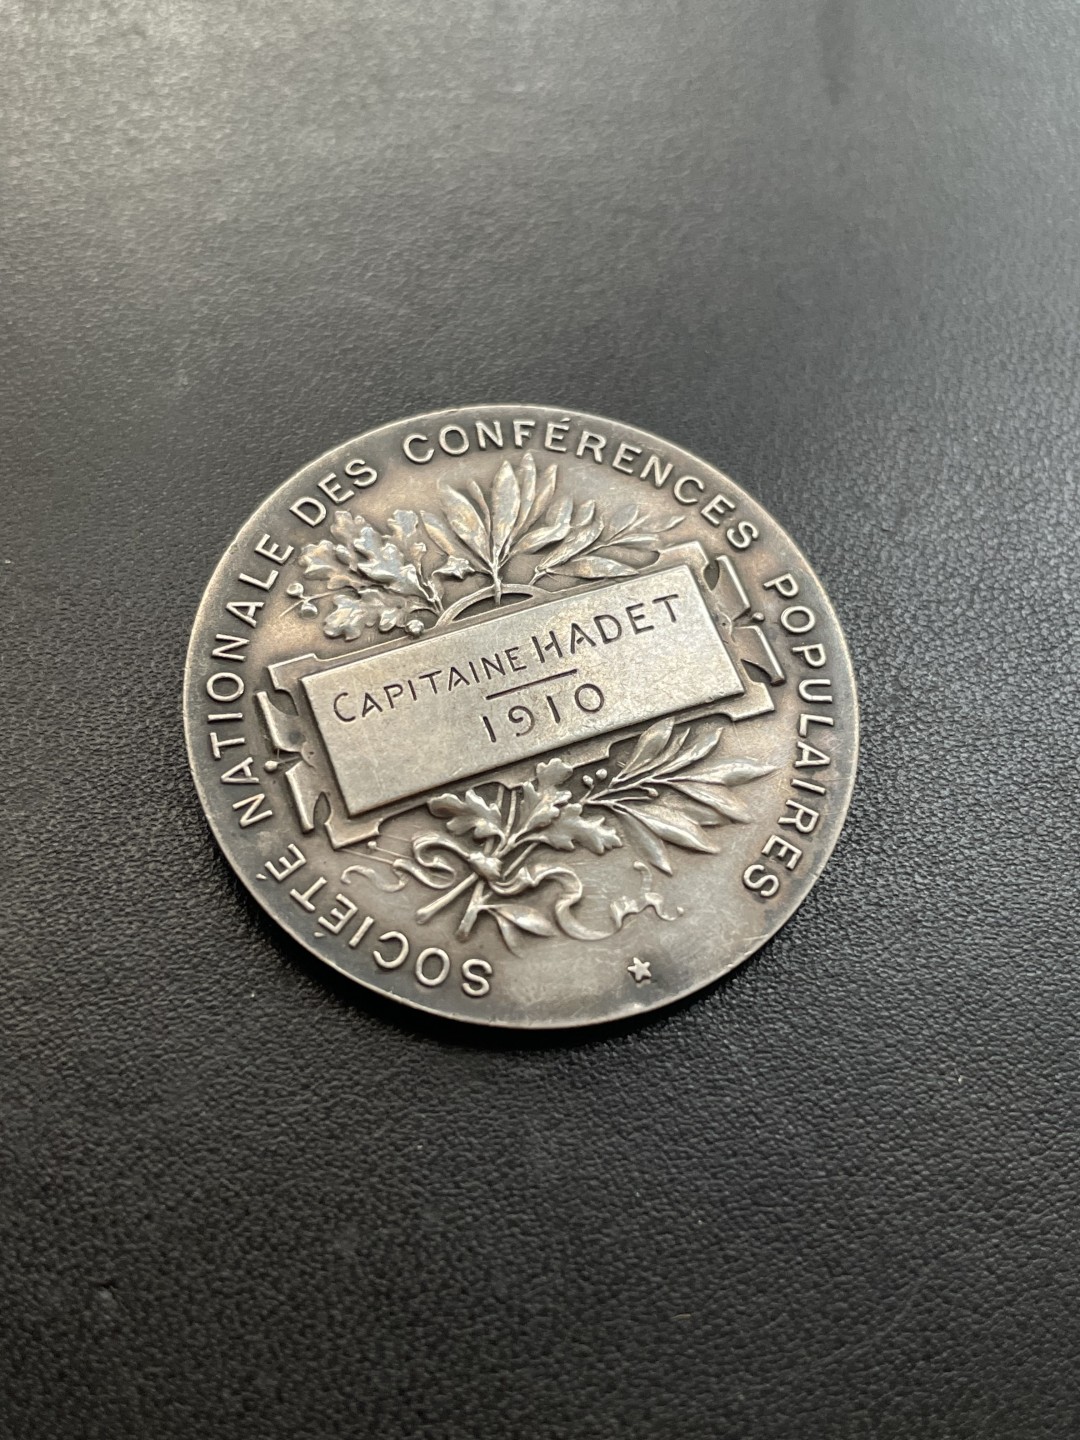 SOCIÉTÉ NATIONALE DES CONFÉRENCES POPULAIRES
CAPITAINE HADET
1910